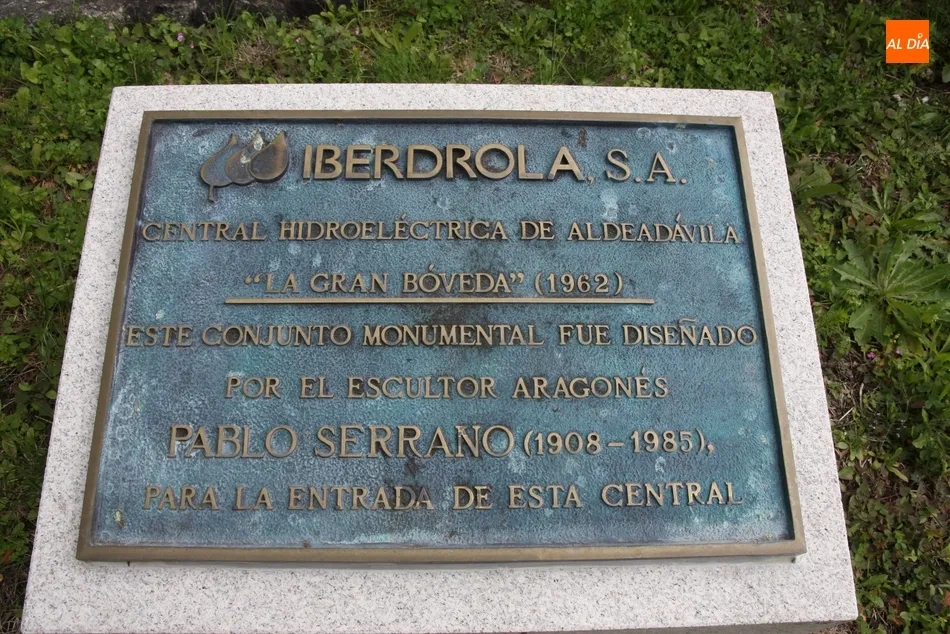 AL DÍA
IBERDROLA, S.A.
CENTRAL HIDROELÉCTRICA DE ALDEADÁVILA
“LA GRAN BÓVEDA” (1962)
ESTE CONJUNTO MONUMENTAL FUE DISEÑADO
POR EL ESCULTOR ARAGONÉS
PABLO SERRANO (1908-1985),
PARA LA ENTRADA DE ESTA CENTRAL